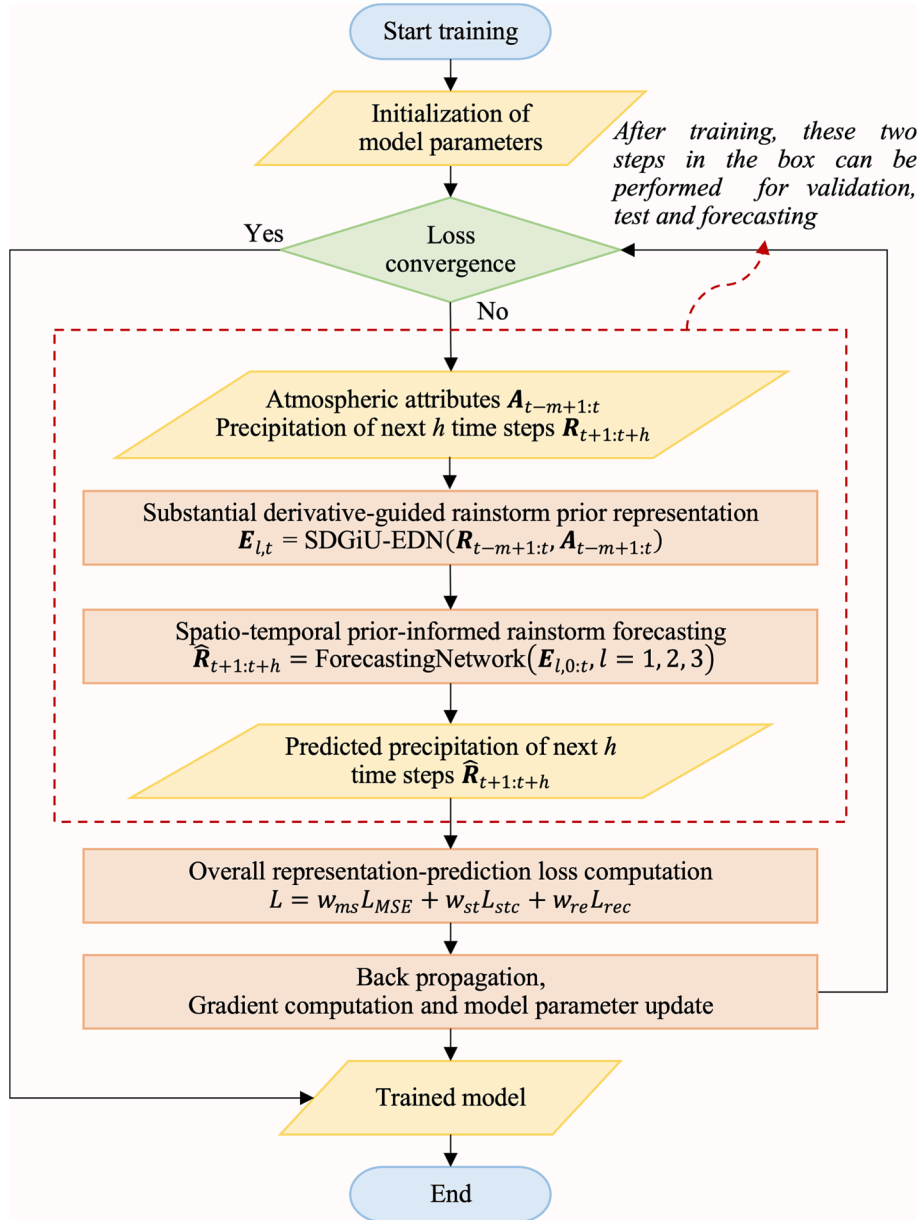 Start training
Initialization of
model parameters
After training, these two
steps in the box can be
performed for validation,
test and forecasting
Yes
Loss
convergence
No
Atmospheric attributes 𝑨ₜ₋ₘ₊₁:ₜ
Precipitation of next h time steps 𝑹ₜ₊₁:ₜ₊ₕ
Substantial derivative-guided rainstorm prior representation
𝑬_{l,t} = SDGiU-EDN(𝑹_{t−m+1:t}, 𝑨_{t−m+1:t})
Spatio-temporal prior-informed rainstorm forecasting
𝑹̂_{t+1:t+h} = ForecastingNetwork(𝑬_{l,0:t}, l = 1, 2, 3)
Predicted precipitation of next h
time steps 𝑹̂_{t+1:t+h}
Overall representation-prediction loss computation
L = w_{ms}L_{MSE} + w_{st}L_{stc} + w_{re}L_{rec}
Back propagation,
Gradient computation and model parameter update
Trained model
End